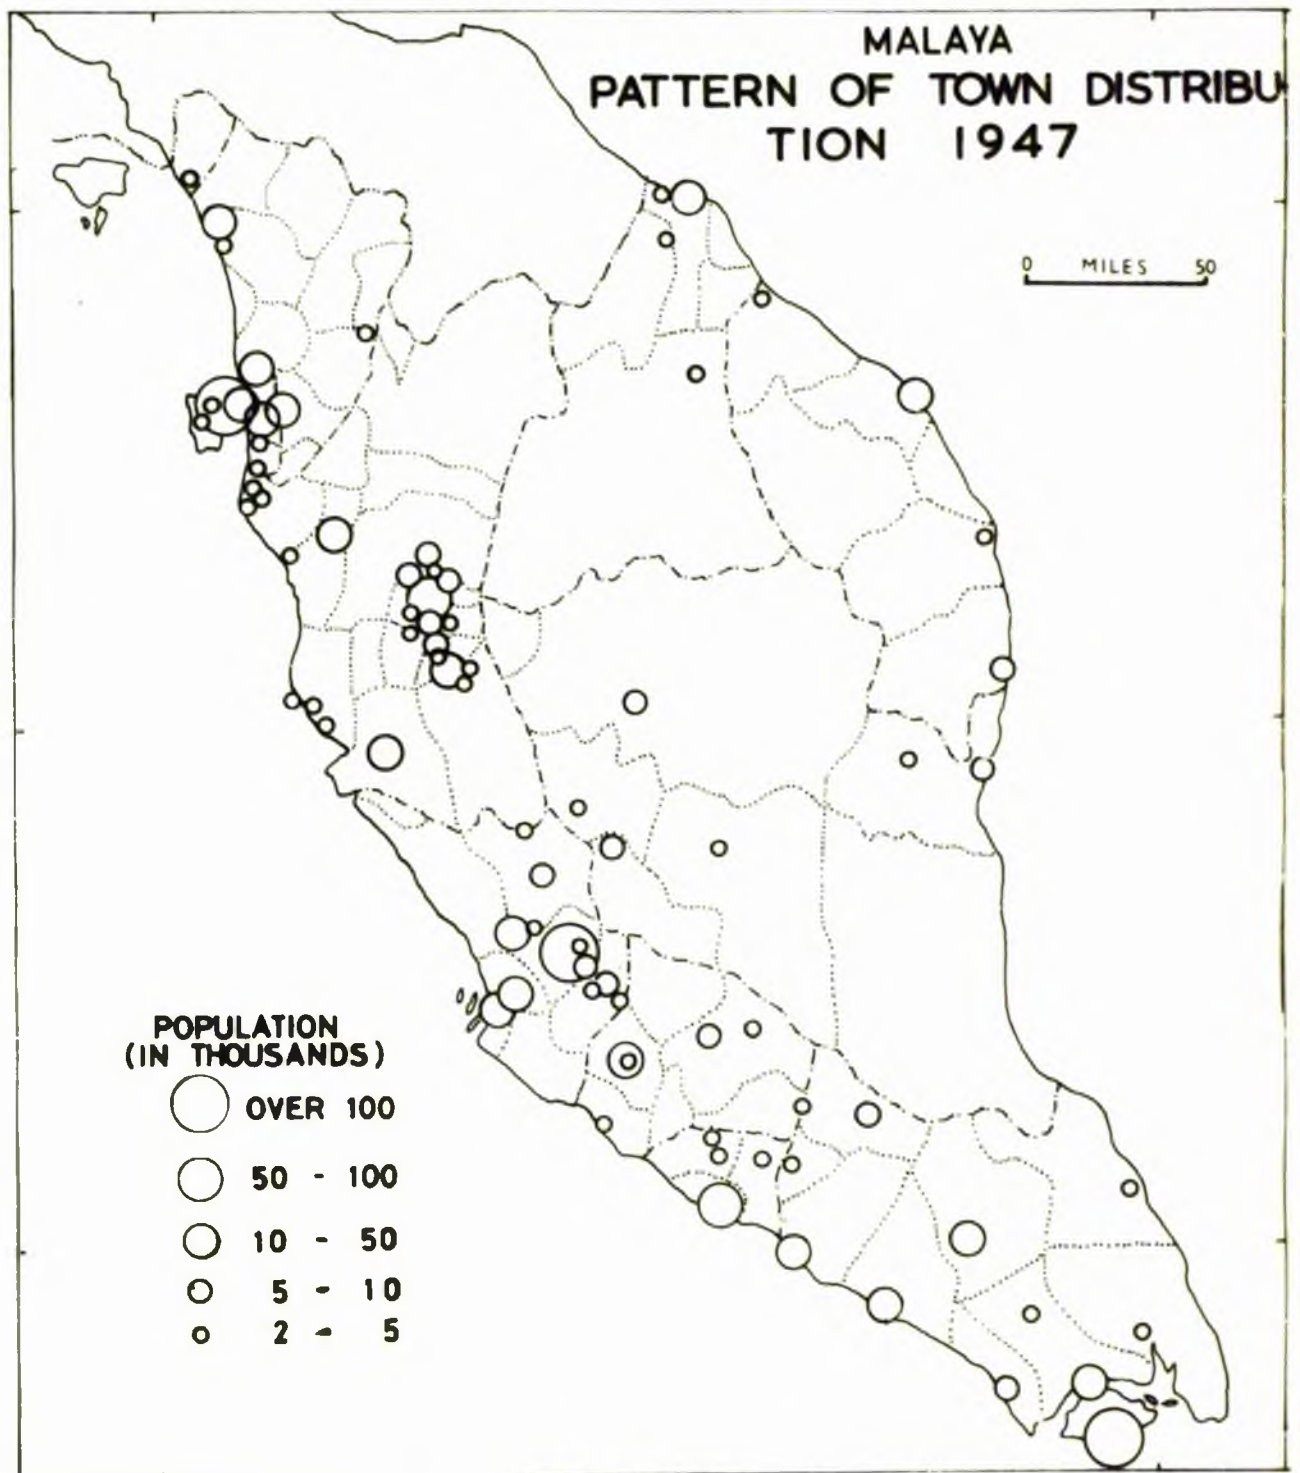 MALAYA
PATTERN OF TOWN DISTRIBU-
TION 1947
0 MILES 50
POPULATION
(IN THOUSANDS)
OVER 100
50 - 100
10 - 50
5 - 10
2 - 5